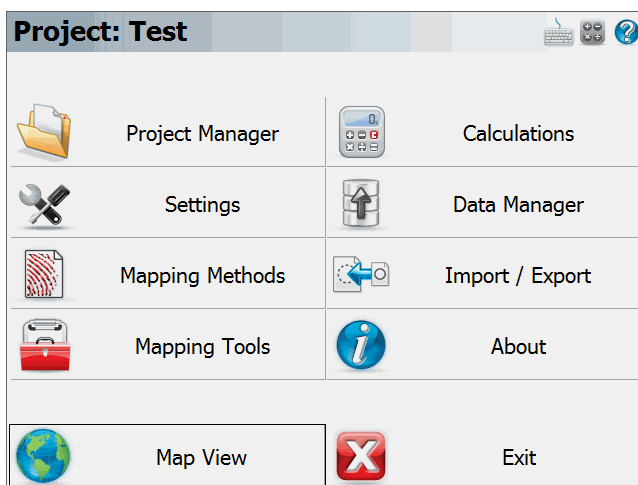 Project: Test
Project Manager
Calculations
Settings
Data Manager
Mapping Methods
Import / Export
Mapping Tools
About
Map View
Exit